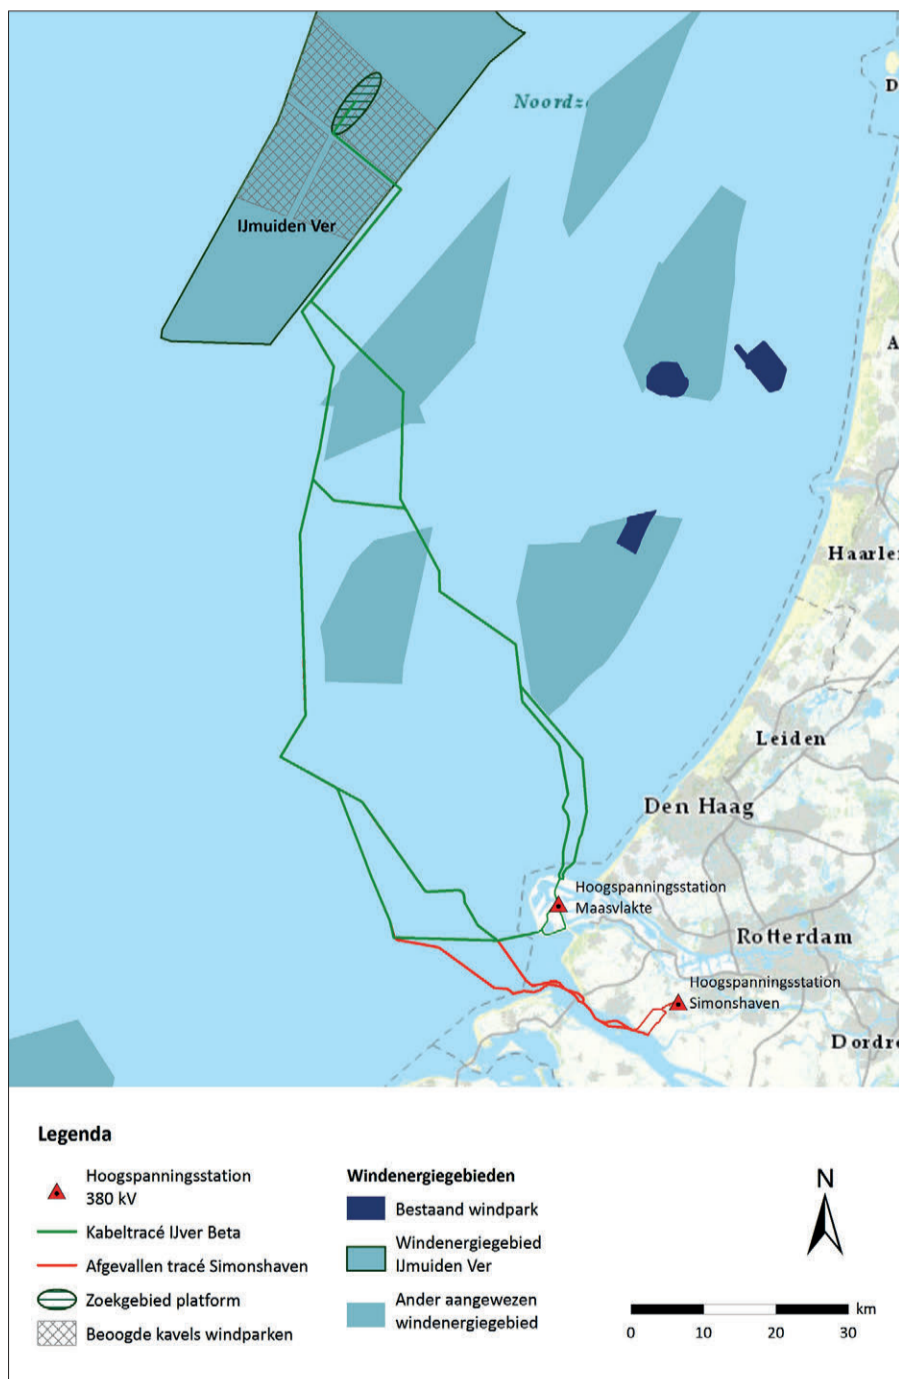 Noordz
D
IJmuiden Ver
A
Haarle
Leiden
Den Haag
Hoogspanningsstation
Maasvlakte
Rotterdam
Hoogspanningsstation
Simonshaven
Dordre
Legenda
Hoogspanningsstation
380 kV
Kabeltracé IJver Beta
Afgevallen tracé Simonshaven
Zoekgebied platform
Beoogde kavels windparken
Windenergiegebieden
Bestaand windpark
Windenergiegebied
IJmuiden Ver
Ander aangewezen
windenergiegebied
N
km
0 10 20 30